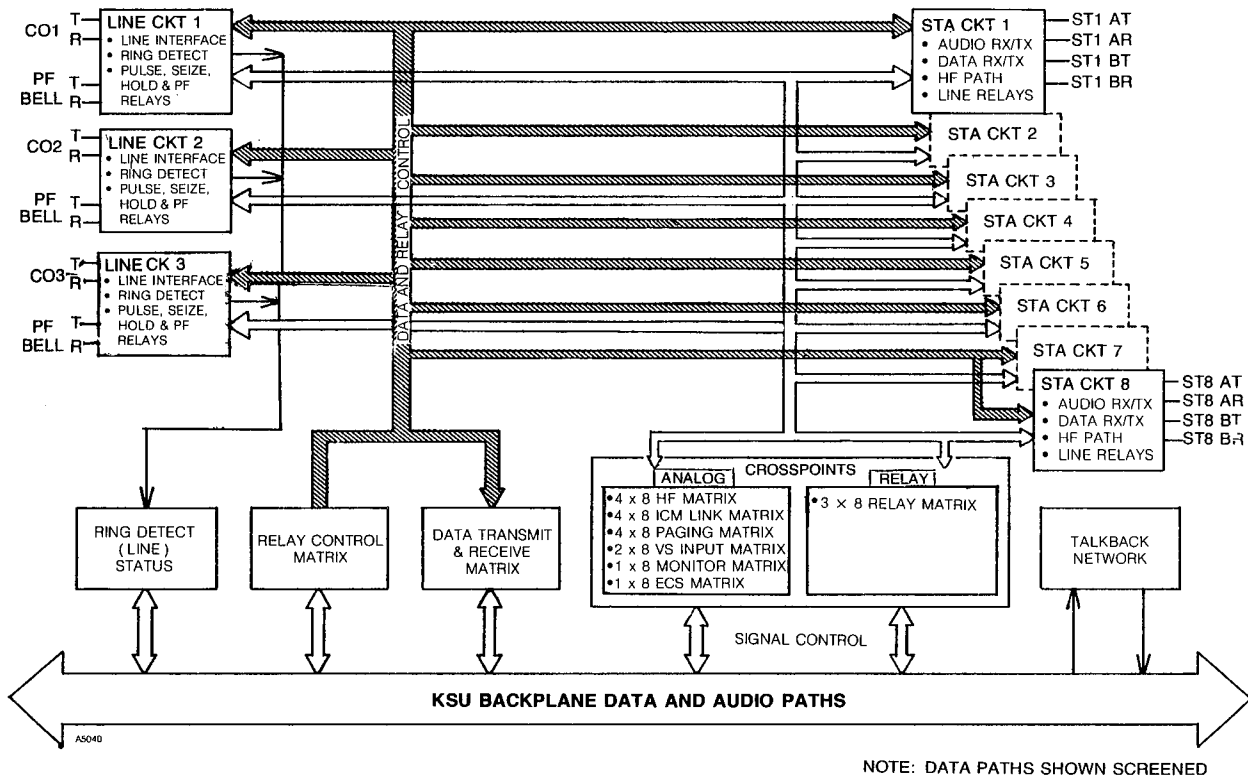 CO1
T
R
PF
BELL
T
R
LINE CKT 1
• LINE INTERFACE
• RING DETECT
• PULSE, SEIZE,
HOLD & PF
RELAYS
CO2
T
R
PF
BELL
T
R
LINE CKT 2
• LINE INTERFACE
• RING DETECT
• PULSE, SEIZE,
HOLD & PF
RELAYS
CO3
T
R
PF
BELL
T
R
LINE CK 3
• LINE INTERFACE
• RING DETECT
• PULSE, SEIZE,
HOLD & PF
RELAYS
DATA AND RELAY CONTROL
STA CKT 1
• AUDIO RX/TX
• DATA RX/TX
• HF PATH
• LINE RELAYS
ST1 AT
ST1 AR
ST1 BT
ST1 BR
STA CKT 2
STA CKT 3
STA CKT 4
STA CKT 5
STA CKT 6
STA CKT 7
STA CKT 8
• AUDIO RX/TX
• DATA RX/TX
• HF PATH
• LINE RELAYS
ST8 AT
ST8 AR
ST8 BT
ST8 BR
RING DETECT
(LINE)
STATUS
RELAY CONTROL
MATRIX
DATA TRANSMIT
& RECEIVE
MATRIX
CROSSPOINTS
ANALOG
• 4 x 8 HF MATRIX
• 4 x 8 ICM LINK MATRIX
• 4 x 8 PAGING MATRIX
• 2 x 8 VS INPUT MATRIX
• 1 x 8 MONITOR MATRIX
• 1 x 8 ECS MATRIX
RELAY
• 3 × 8 RELAY MATRIX
TALKBACK
NETWORK
SIGNAL CONTROL
KSU BACKPLANE DATA AND AUDIO PATHS
A5040
NOTE: DATA PATHS SHOWN SCREENED